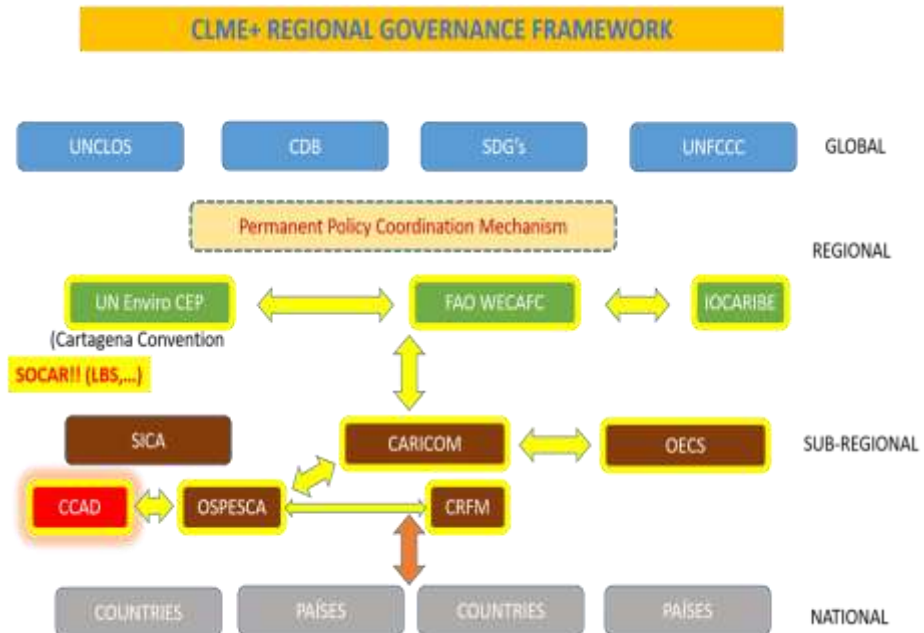 CLME+ REGIONAL GOVERNANCE FRAMEWORK
UNCLOS
CDB
SDG's
UNFCCC
GLOBAL
Permanent Policy Coordination Mechanism
REGIONAL
UN Enviro CEP
FAO WECAFC
IOCARIBE
(Cartagena Convention
SOCAR!! (LBS,...)
SICA
CARICOM
OECS
SUB-REGIONAL
CCAD
OSPESCA
CRFM
COUNTRIES
PAÍSES
COUNTRIES
PAÍSES
NATIONAL